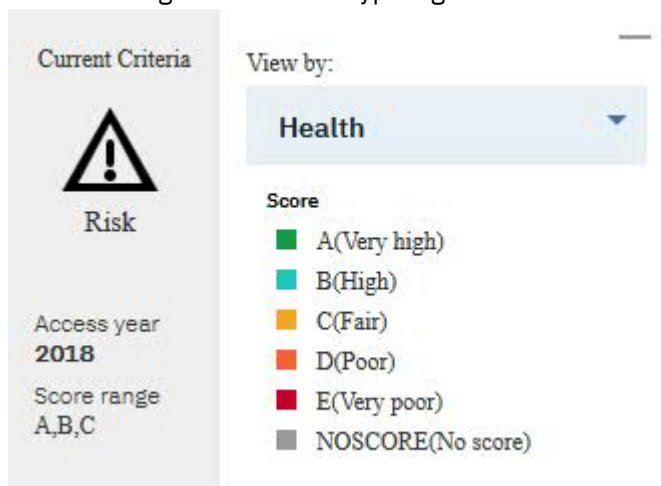 Current Criteria
Risk
Access year
2018
Score range
A,B,C
View by:
Health
Score
A(Very high)
B(High)
C(Fair)
D(Poor)
E(Very poor)
NOSCORE(No score)